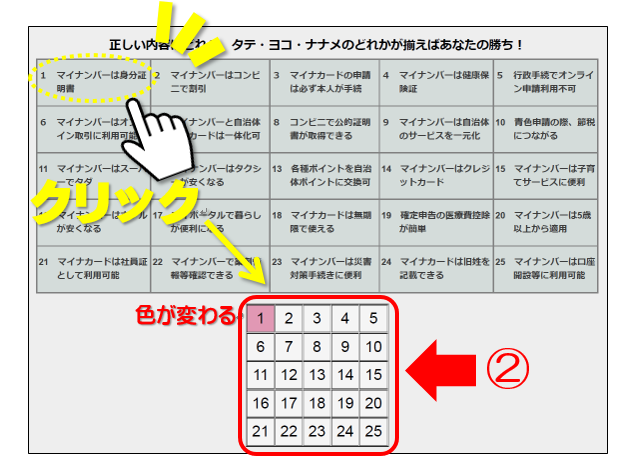 正しい内容はどれ タテ・ヨコ・ナナメのどれかが揃えばあなたの勝ち！
1 マイナンバーは身分証
明書
2 マイナンバーはコンビ
ニで割引
3 マイナカードの申請
は必ず本人が手続
4 マイナンバーは健康保
険証
5 行政手続でオンライ
ン申請利用不可
6 マイナンバーはオン
イン取引に利用可能
マイナンバーと自治体
カードは一体化可
8 コンビニで公的証明
書が取得できる
9 マイナンバーは自治体
のサービスを一元化
10 青色申請の際、節税
につながる
11 マイナンバーはスー
でタダ
マイナンバーはタクシ
が安くなる
13 各種ポイントを自治
体ポイントに交換可
14 マイナンバーはクレジ
ットカード
15 マイナンバーは子育
てサービスに便利
クリック
マイナンバーは
ル
が安くなる
17
ポータルで暮らし
が便利になる
18 マイナカードは無期
限で使える
19 確定申告の医療費控除
が簡単
20 マイナンバーは5歳
以上から適用
21 マイナカードは社員証
として利用可能
22 マイナンバーで薬剤情
報等確認できる
23 マイナンバーは災害
対策手続きに便利
24 マイナカードは旧姓を
記載できる
25 マイナンバーは口座
開設等に利用可能
色が変わる
1 2 3 4 5
6 7 8 9 10
11 12 13 14 15
16 17 18 19 20
21 22 23 24 25
②